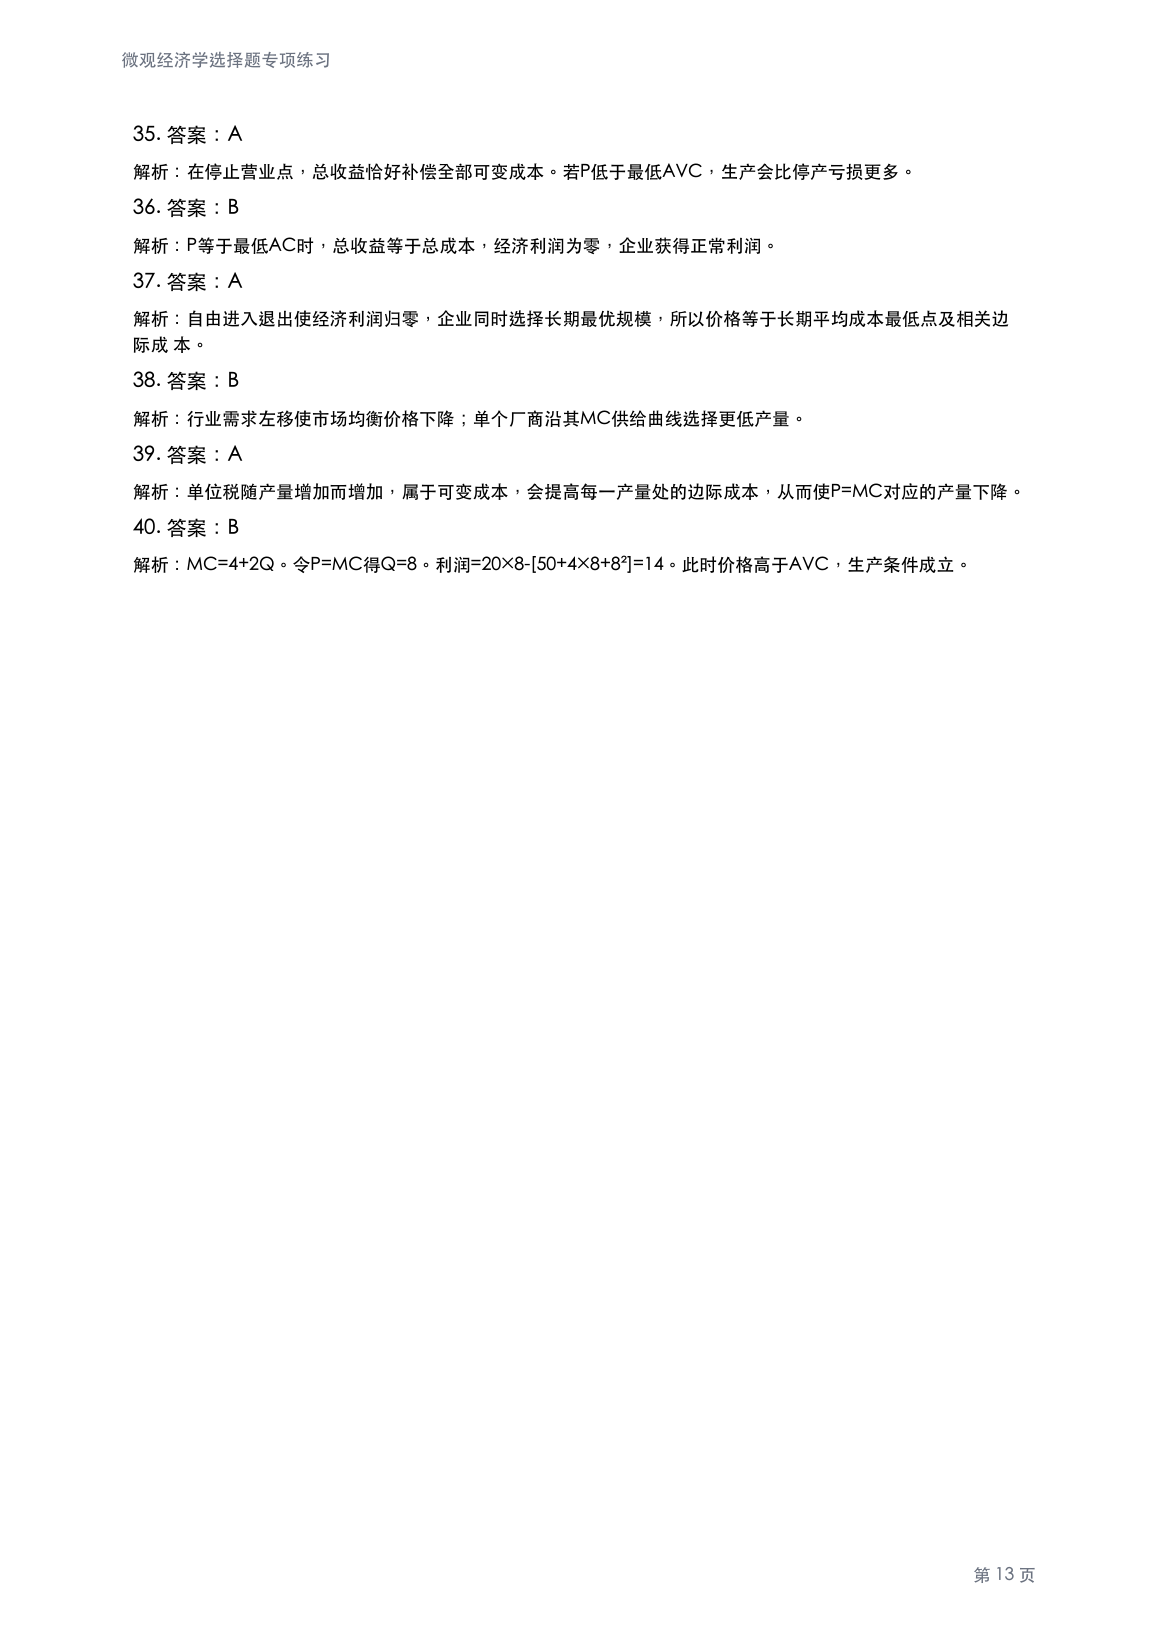 微观经济学选择题专项练习
35. 答案：A
解析：在停止营业点，总收益恰好补偿全部可变成本。若P低于最低AVC，生产会比停产亏损更多。
36. 答案：B
解析：P等于最低AC时，总收益等于总成本，经济利润为零，企业获得正常利润。
37. 答案：A
解析：自由进入退出使经济利润归零，企业同时选择长期最优规模，所以价格等于长期平均成本最低点及相关边
际成 本。
38. 答案：B
解析：行业需求左移使市场均衡价格下降；单个厂商沿其MC供给曲线选择更低产量。
39. 答案：A
解析：单位税随产量增加而增加，属于可变成本，会提高每一产量处的边际成本，从而使P=MC对应的产量下降。
40. 答案：B
解析：MC=4+2Q。令P=MC得Q=8。利润=20×8-[50+4×8+8²]=14。此时价格高于AVC，生产条件成立。
第 13 页